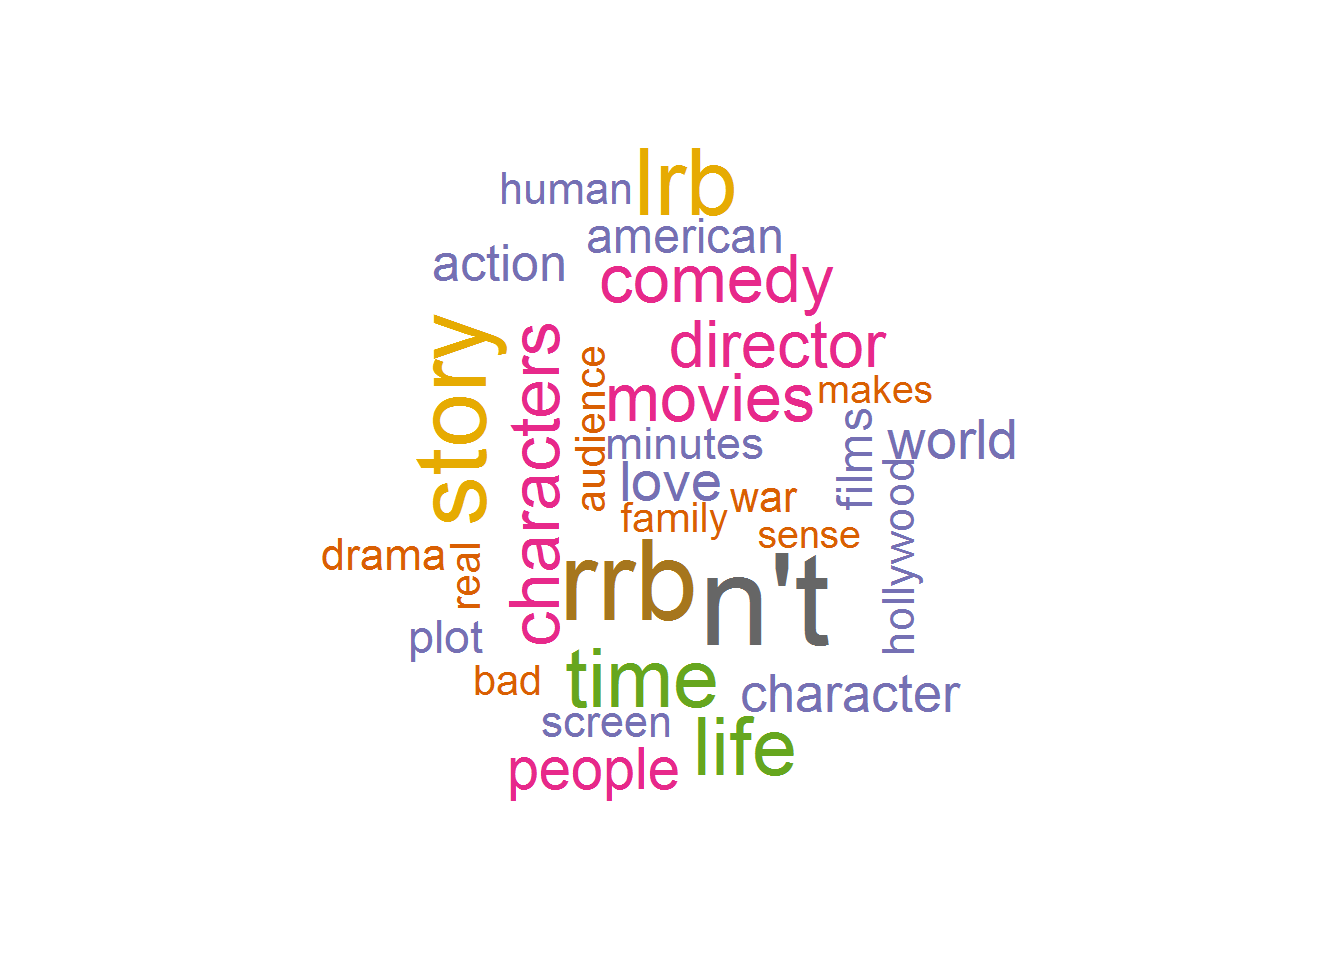 human
lrb
american
action
comedy
story
characters
director
audience
movies
makes
minutes
films
world
love
war
family
sense
hollywood
drama
real
rrb
n't
plot
time
bad
character
screen
life
people